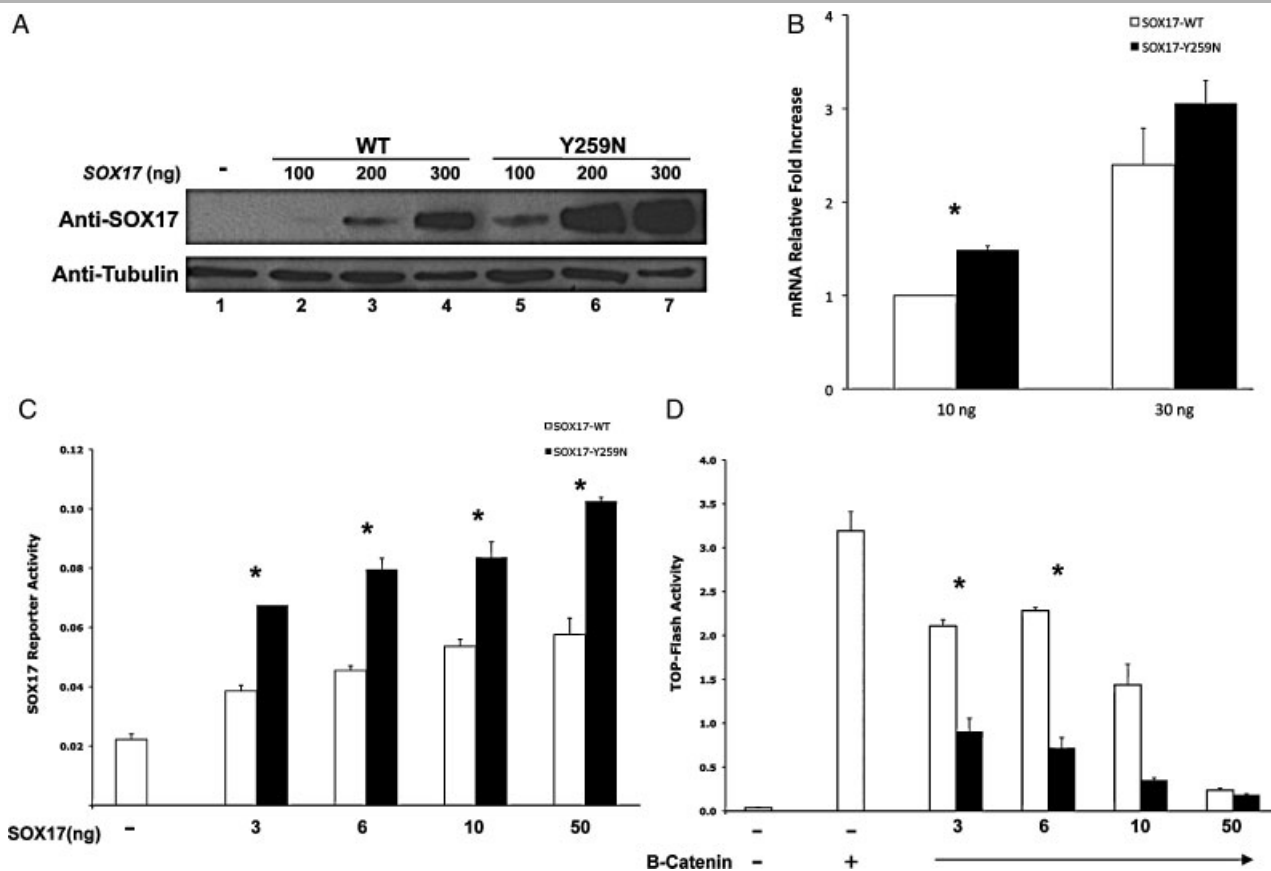 A
WT Y259N
SOX17 (ng) - 100 200 300 100 200 300
Anti-SOX17
Anti-Tubulin
1 2 3 4 5 6 7
B
SOX17-WT
SOX17-Y259N
mRNA Relative Fold Increase
4
3
2
1
0
*
10 ng 30 ng
C
SOX17-WT
SOX17-Y259N
SOX17 Reporter Activity
0.12
0.10
0.08
0.06
0.04
0.02
* * * *
SOX17(ng) - 3 6 10 50
D
TOP-Flash Activity
4.0
3.5
3.0
2.5
2.0
1.5
1.0
0.5
0.0
* *
- - 3 6 10 50
B-Catenin - +